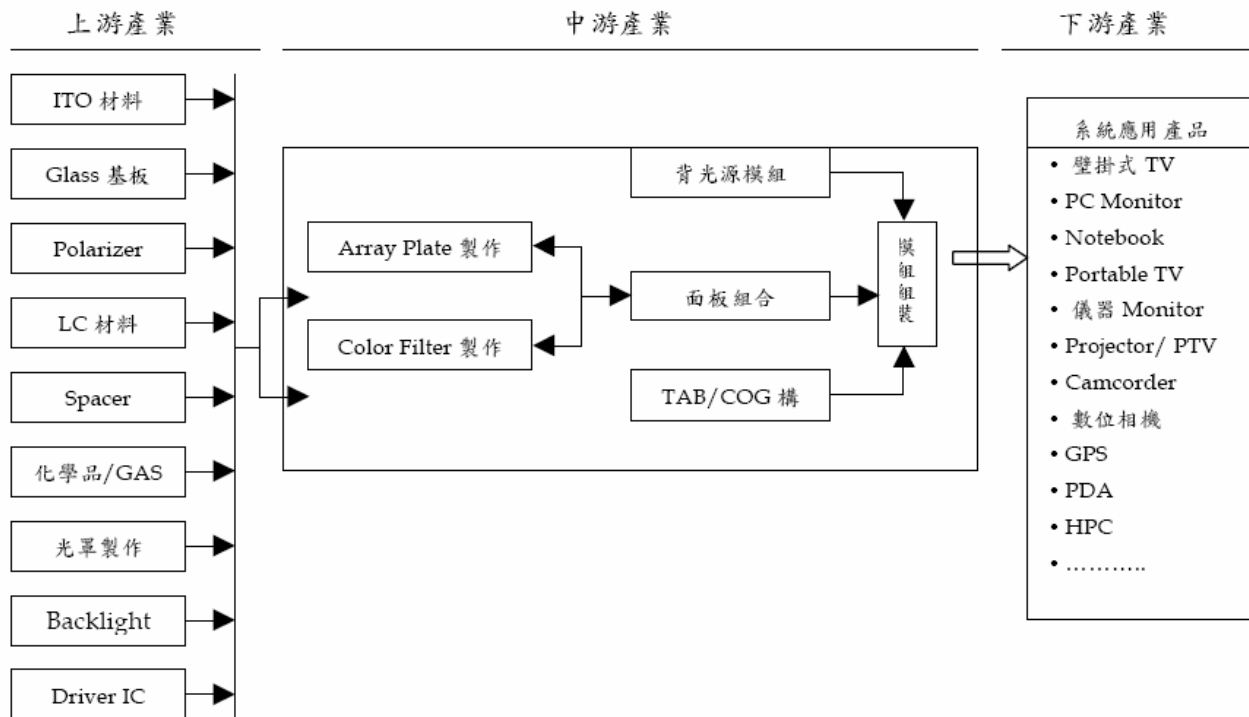 上游產業
中游產業
下游產業
ITO 材料
Glass 基板
Polarizer
LC 材料
Spacer
化學品/GAS
光罩製作
Backlight
Driver IC
背光源模組
Array Plate 製作
面板組合
Color Filter 製作
TAB/COG 構
模組組裝
系統應用產品
• 壁掛式 TV
• PC Monitor
• Notebook
• Portable TV
• 儀器 Monitor
• Projector/ PTV
• Camcorder
• 數位相機
• GPS
• PDA
• HPC
• ………..